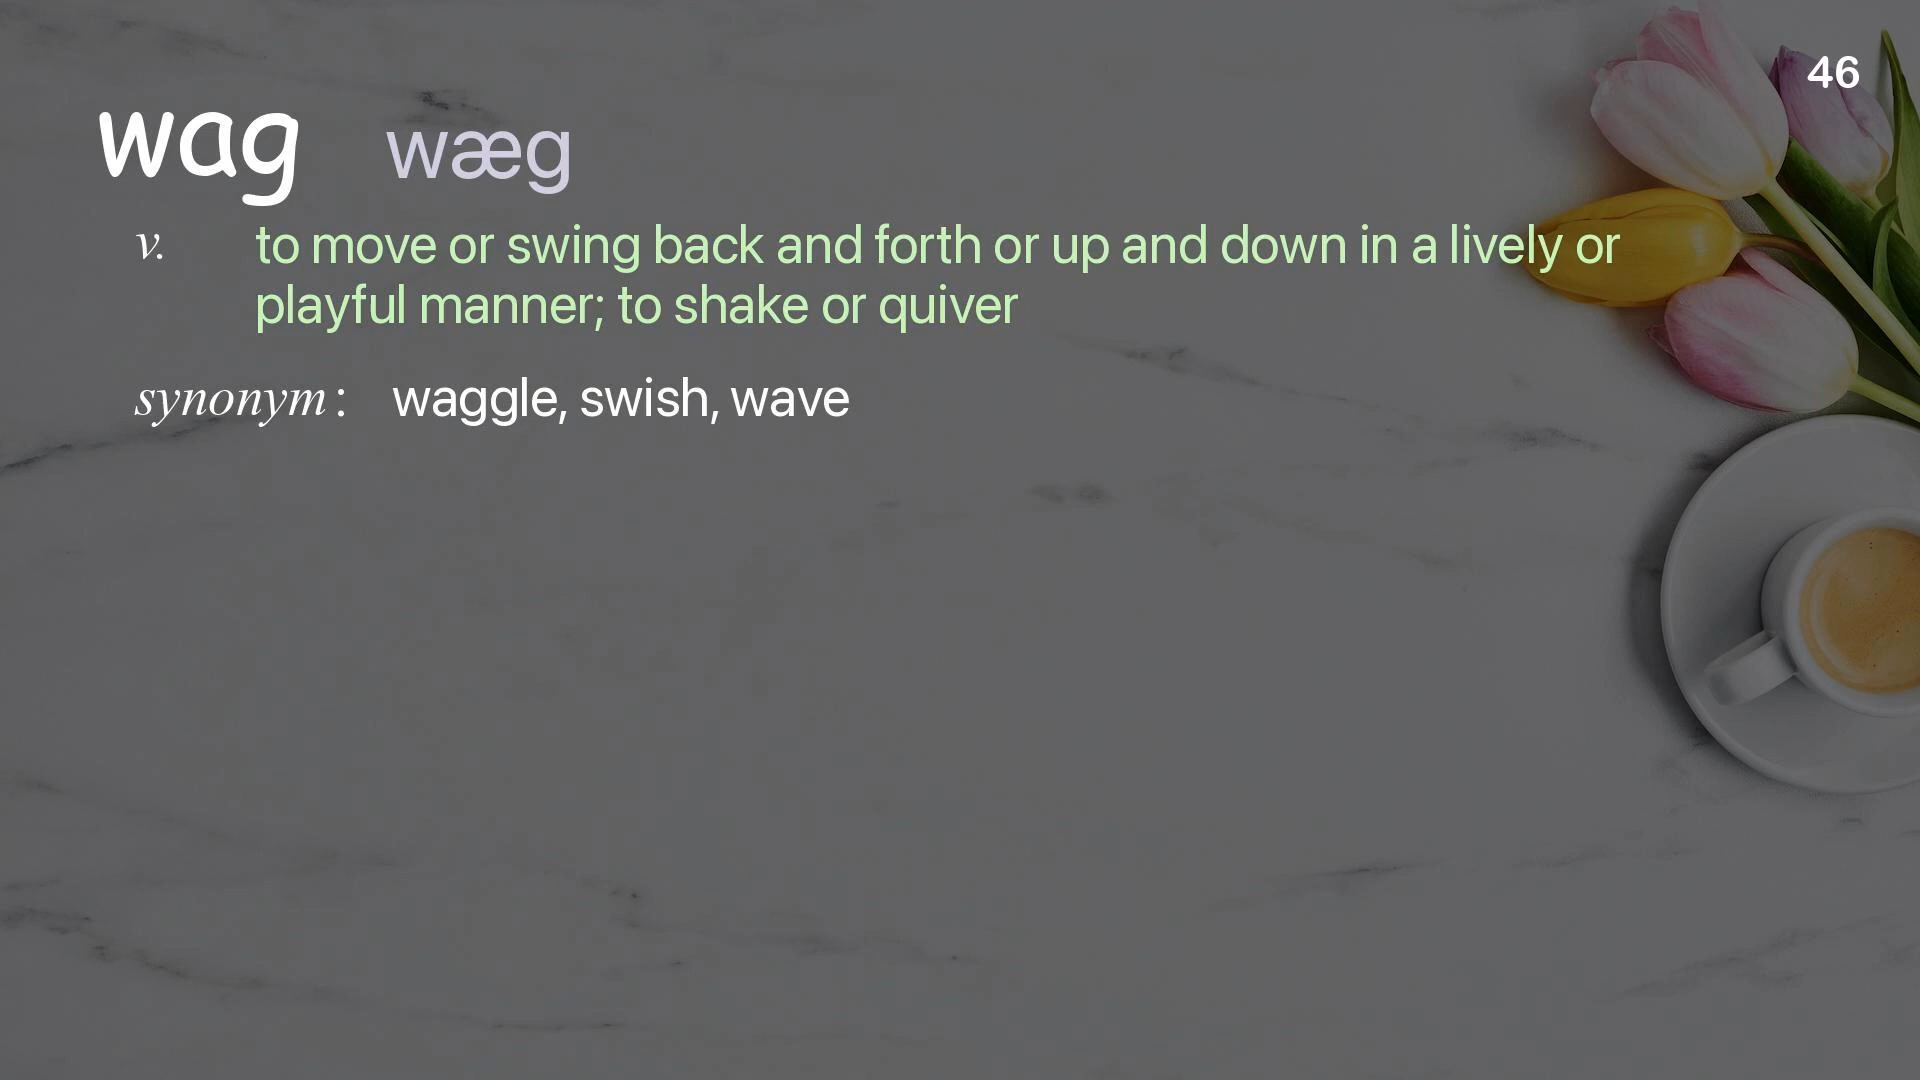 46
wag wæg
v. to move or swing back and forth or up and down in a lively or
playful manner; to shake or quiver
synonym: waggle, swish, wave